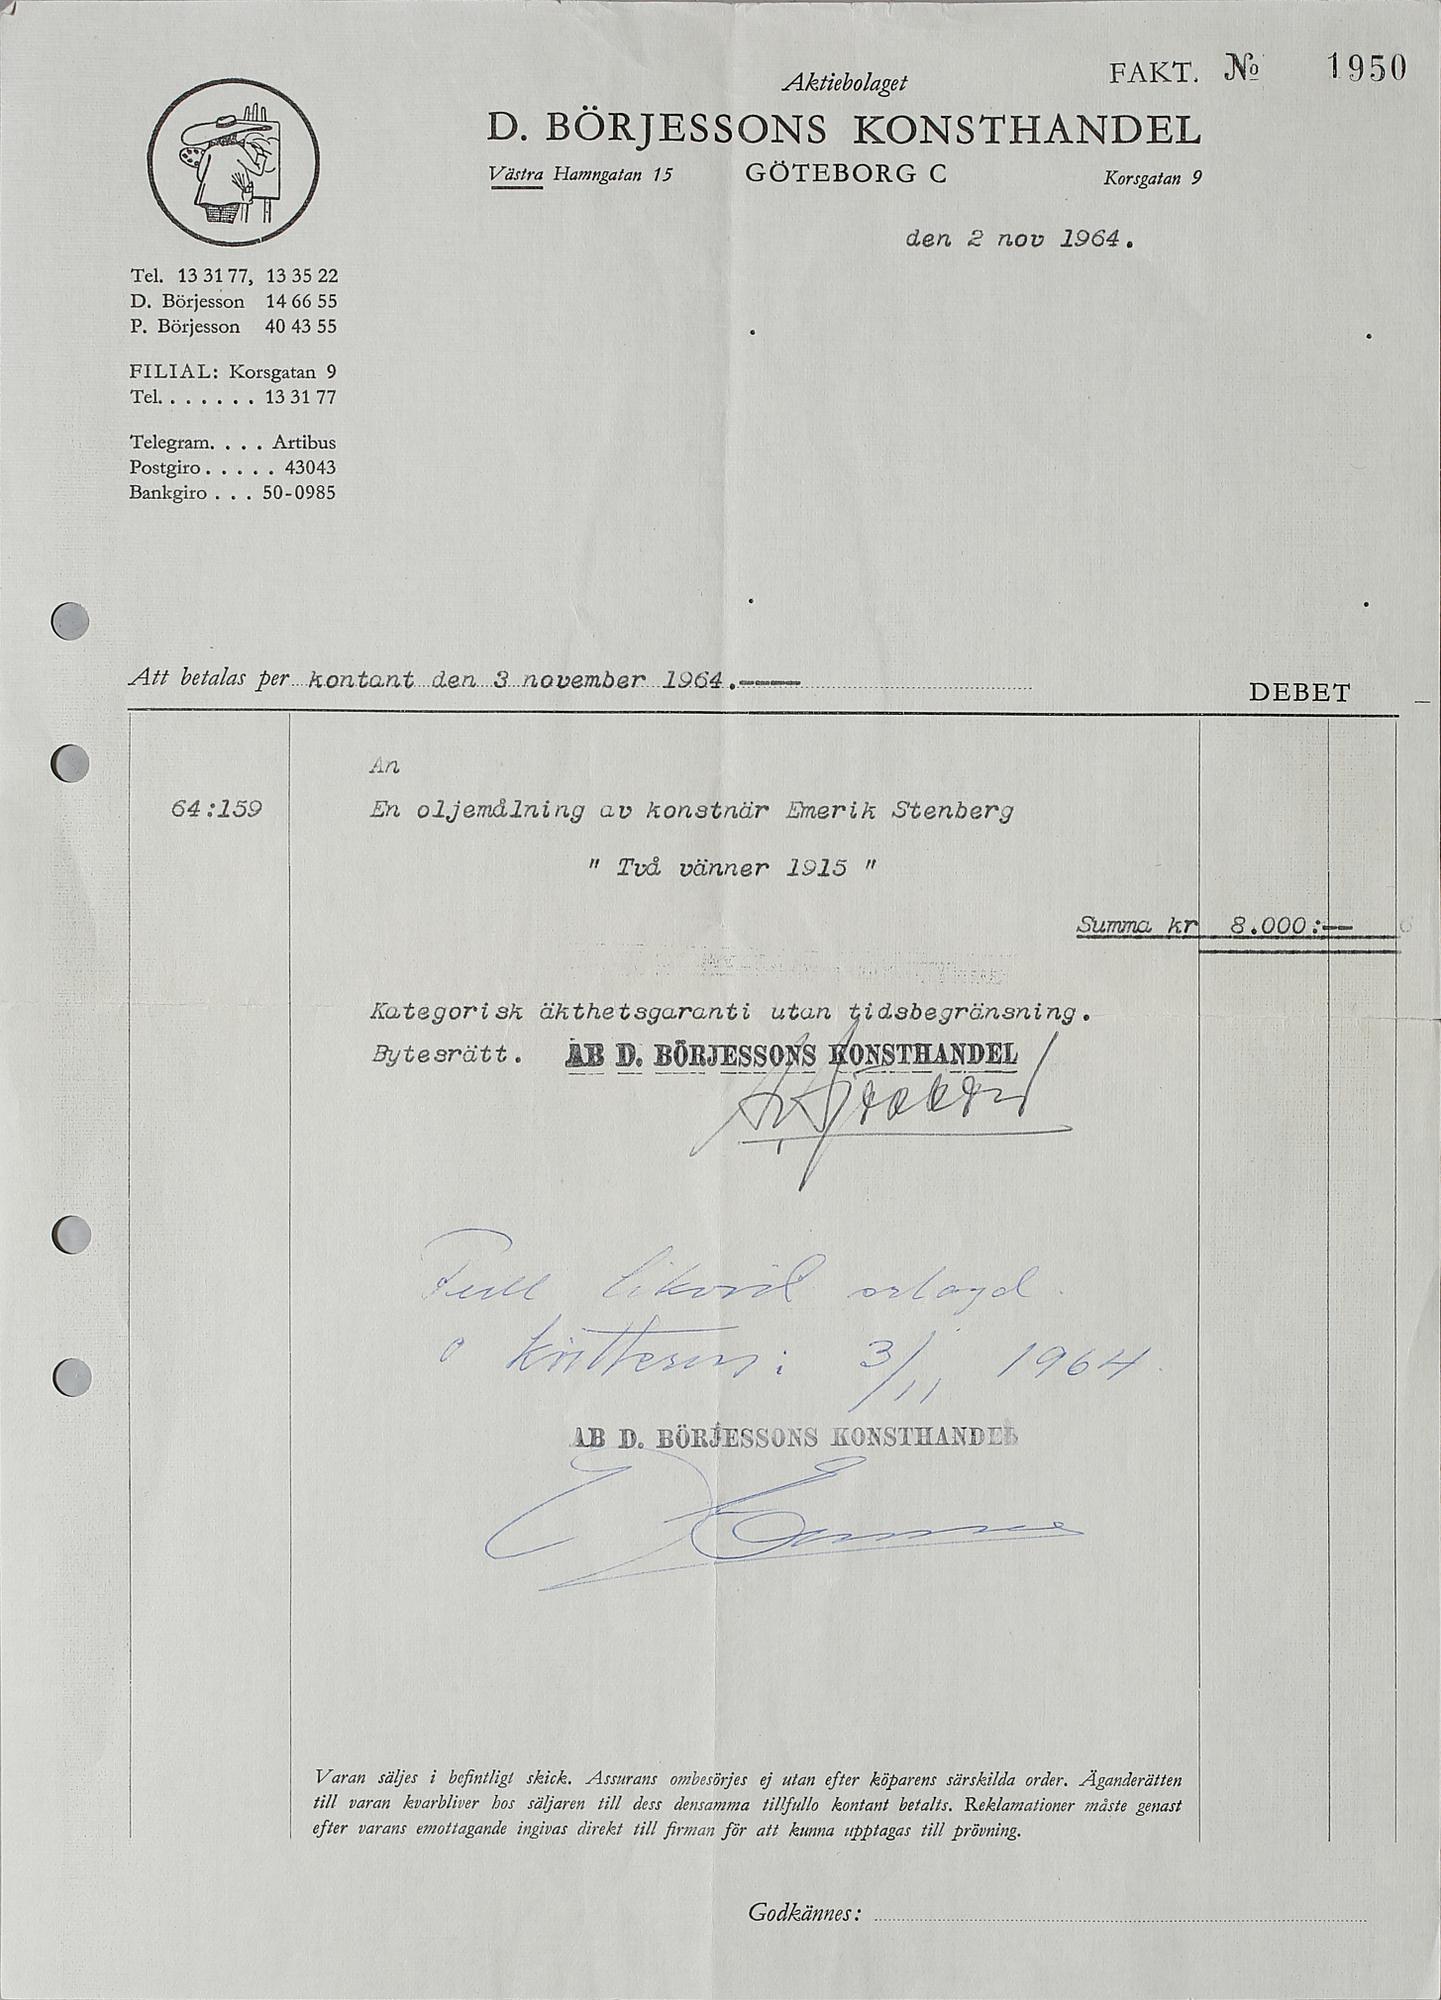 FAKT. № 1950
Aktiebolaget
D. BÖRJESSONS KONSTHANDEL
Västra Hamngatan 15 GÖTEBORG C Korsgatan 9
den 2 nov 1964.
Tel. 13 31 77, 13 35 22
D. Börjesson 14 66 55
P. Börjesson 40 43 55
FILIAL: Korsgatan 9
Tel. . . . . . . 13 31 77
Telegram. . . . Artibus
Postgiro . . . . . 43043
Bankgiro . . . 50-0985
Att betalas per kontant den 3 november 1964.——
DEBET
An
64:159 En oljemålning av konstnär Emerik Stenberg
" Två vänner 1915 "
Summa kr 8.000:—
Kategorisk äkthetsgaranti utan tidsbegränsning.
Bytesrätt. AB D. BÖRJESSONS KONSTHANDEL
Full likvid erlagd
o kvitteras: 3/11 1964.
AB D. BÖRJESSONS KONSTHANDEL
Varan säljes i befintligt skick. Assurans ombesörjes ej utan efter köparens särskilda order. Äganderätten
till varan kvarbliver hos säljaren till dess densamma tillfullo kontant betalts. Reklamationer måste genast
efter varans emottagande ingivas direkt till firman för att kunna upptagas till prövning.
Godkännes: